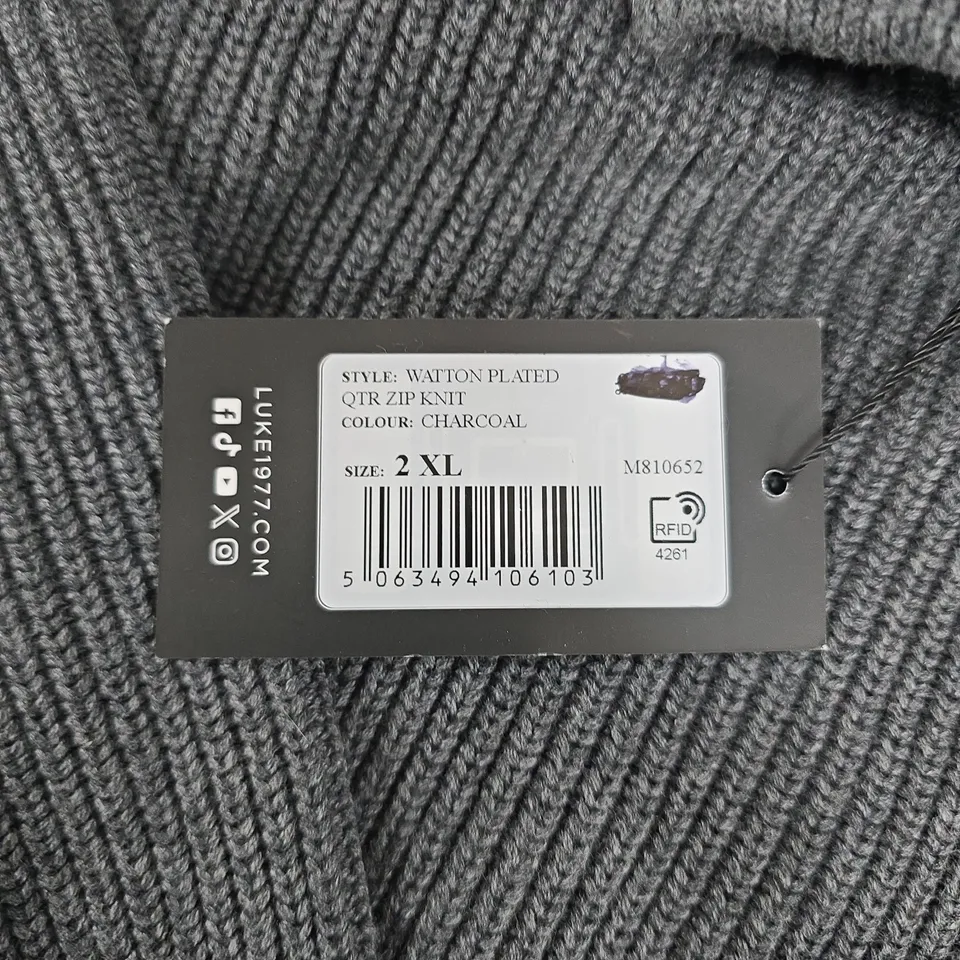 LUKE1977.COM
STYLE: WATTON PLATED
QTR ZIP KNIT
COLOUR: CHARCOAL
SIZE: 2 XL
M810652
RFID
4261
5 063494 106103